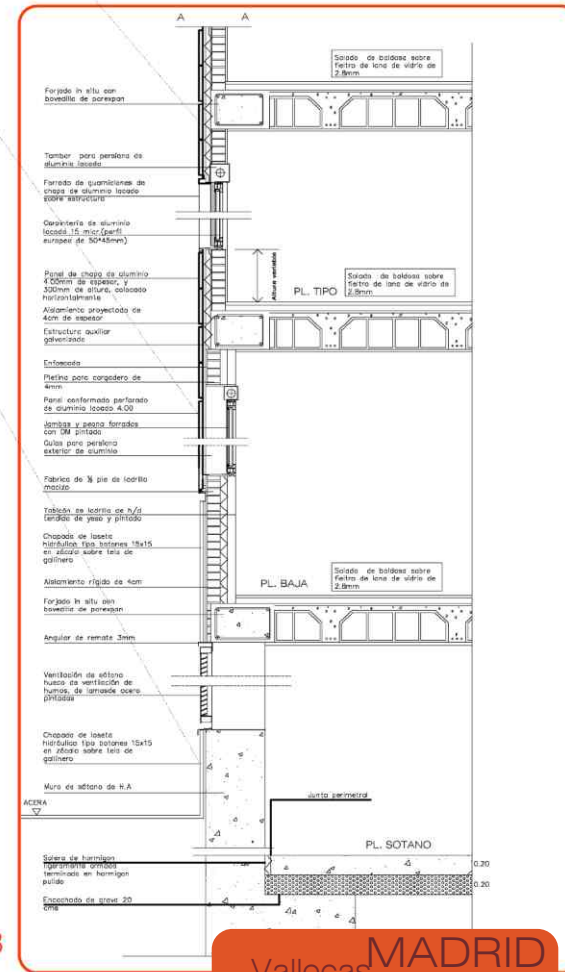 A A
Solado de baldosa sobre
fieltro de lana de vidrio de
2.8mm
Forjado in situ con
bovedilla de porexpan
Tambor para persiana de
aluminio lacado
Forrado de guarniciones de
chapa de aluminio lacado
sobre estructura
Carpintería de aluminio
lacado 15 micr.(perfil
europeo de 50*45mm)
Altura variable
Panel de chapa de aluminio
4.00mm de espesor, y
300mm de altura, colocado
horizontalmente
PL. TIPO
Solado de baldosa sobre
fieltro de lana de vidrio de
2.8mm
Aislamiento proyectado de
4cm de espesor
Estructura auxiliar
galvanizada
Enfoscado
Pletina para cargadero de
4mm
Panel conformado perforado
de aluminio lacado 4.00
Jambas y peana forradas
con DM pintado
Guias para persiana
exterior de aluminio
Fabrica de ½ pie de ladrillo
macizo
Tabicón de ladrillo de h/d
tendido de yeso y pintado
Chapado de loseta
hidráulica tipo botones 15x15
en zócalo sobre tela de
gallinero
Aislamiento rígido de 4cm
PL. BAJA
Solado de baldosa sobre
fieltro de lana de vidrio de
2.8mm
Forjado in situ con
bovedilla de porexpan
Angular de remate 3mm
Ventilación de sótano
hueco de ventilación de
humos, de lamasde acero
pintadas
Chapado de loseta
hidráulica tipo botones 15x15
en zócalo sobre tela de
gallinero
Muro de sótano de H.A
ACERA
Junta perimetral
PL. SOTANO
Solera de hormigon
ligeramente armada
terminado en hormigon
pulido
0.20
0.20
Encachado de grava 20
cms
Vallecas MADRID